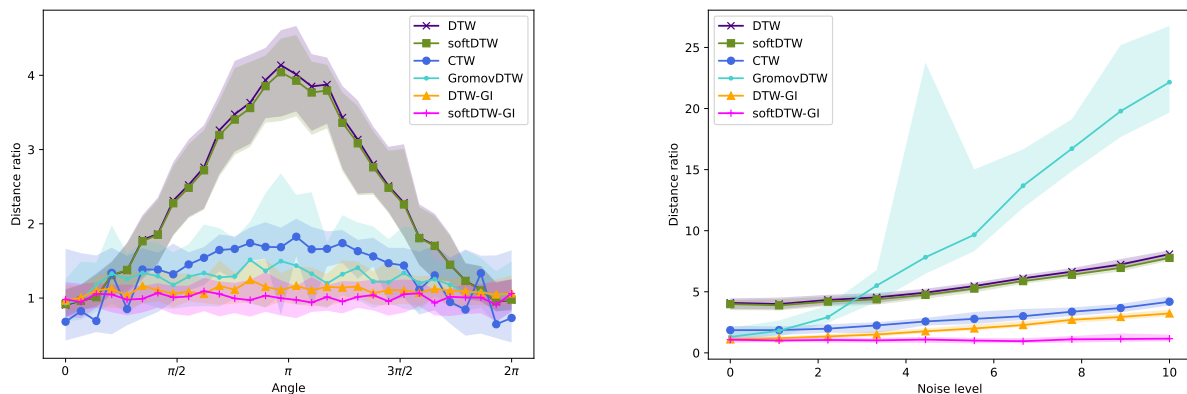 DTW
softDTW
CTW
GromovDTW
DTW-GI
softDTW-GI
4
3
2
1
Distance ratio
0
π/2
π
3π/2
2π
Angle
DTW
softDTW
CTW
GromovDTW
DTW-GI
softDTW-GI
25
20
15
10
5
0
Distance ratio
0
2
4
6
8
10
Noise level